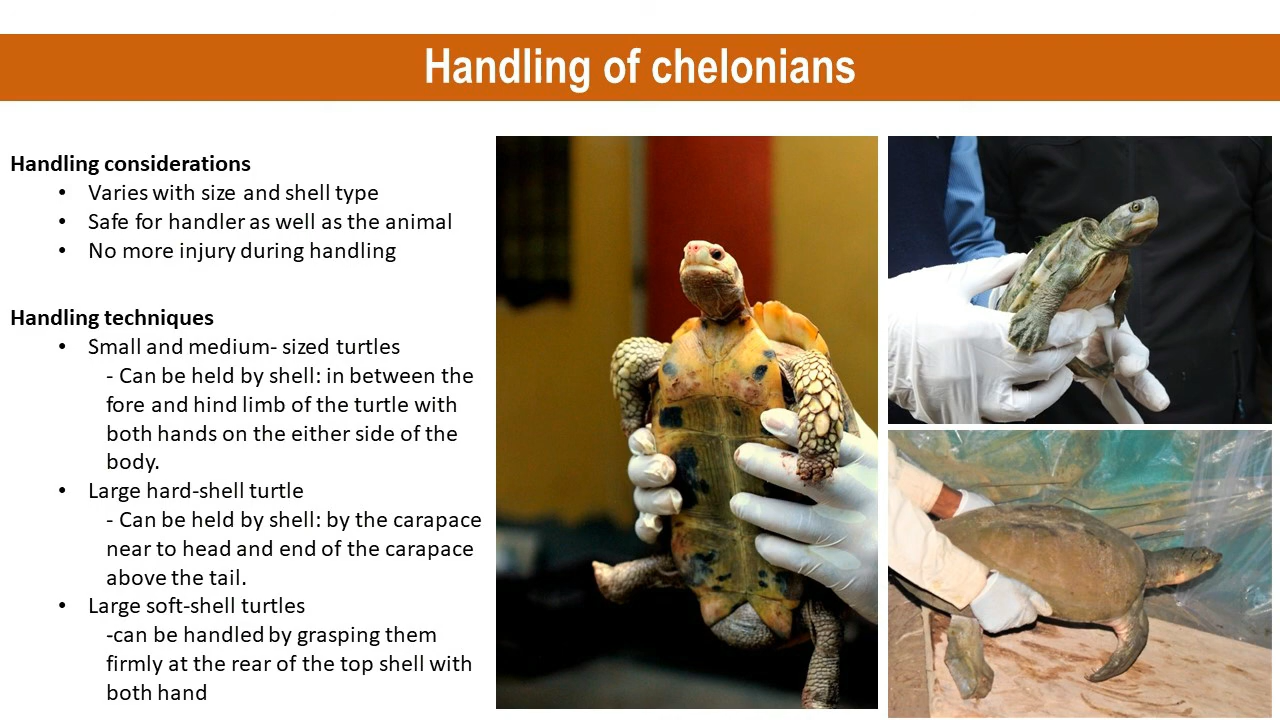 Handling of chelonians
Handling considerations
• Varies with size and shell type
• Safe for handler as well as the animal
• No more injury during handling
Handling techniques
• Small and medium- sized turtles
- Can be held by shell: in between the
fore and hind limb of the turtle with
both hands on the either side of the
body.
• Large hard-shell turtle
- Can be held by shell: by the carapace
near to head and end of the carapace
above the tail.
• Large soft-shell turtles
-can be handled by grasping them
firmly at the rear of the top shell with
both hand